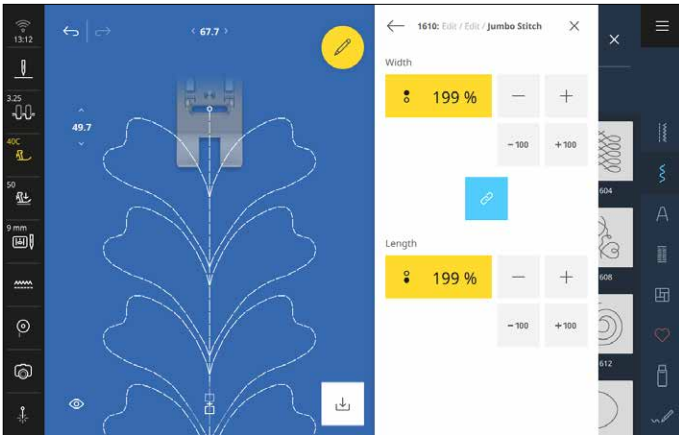 13:12
3.25
40C
50
9 mm
‹ 67.7 ›
49.7
1610: Edit / Edit / Jumbo Stitch
Width
199 %
− 100
+ 100
Length
199 %
− 100
+ 100
604
608
612